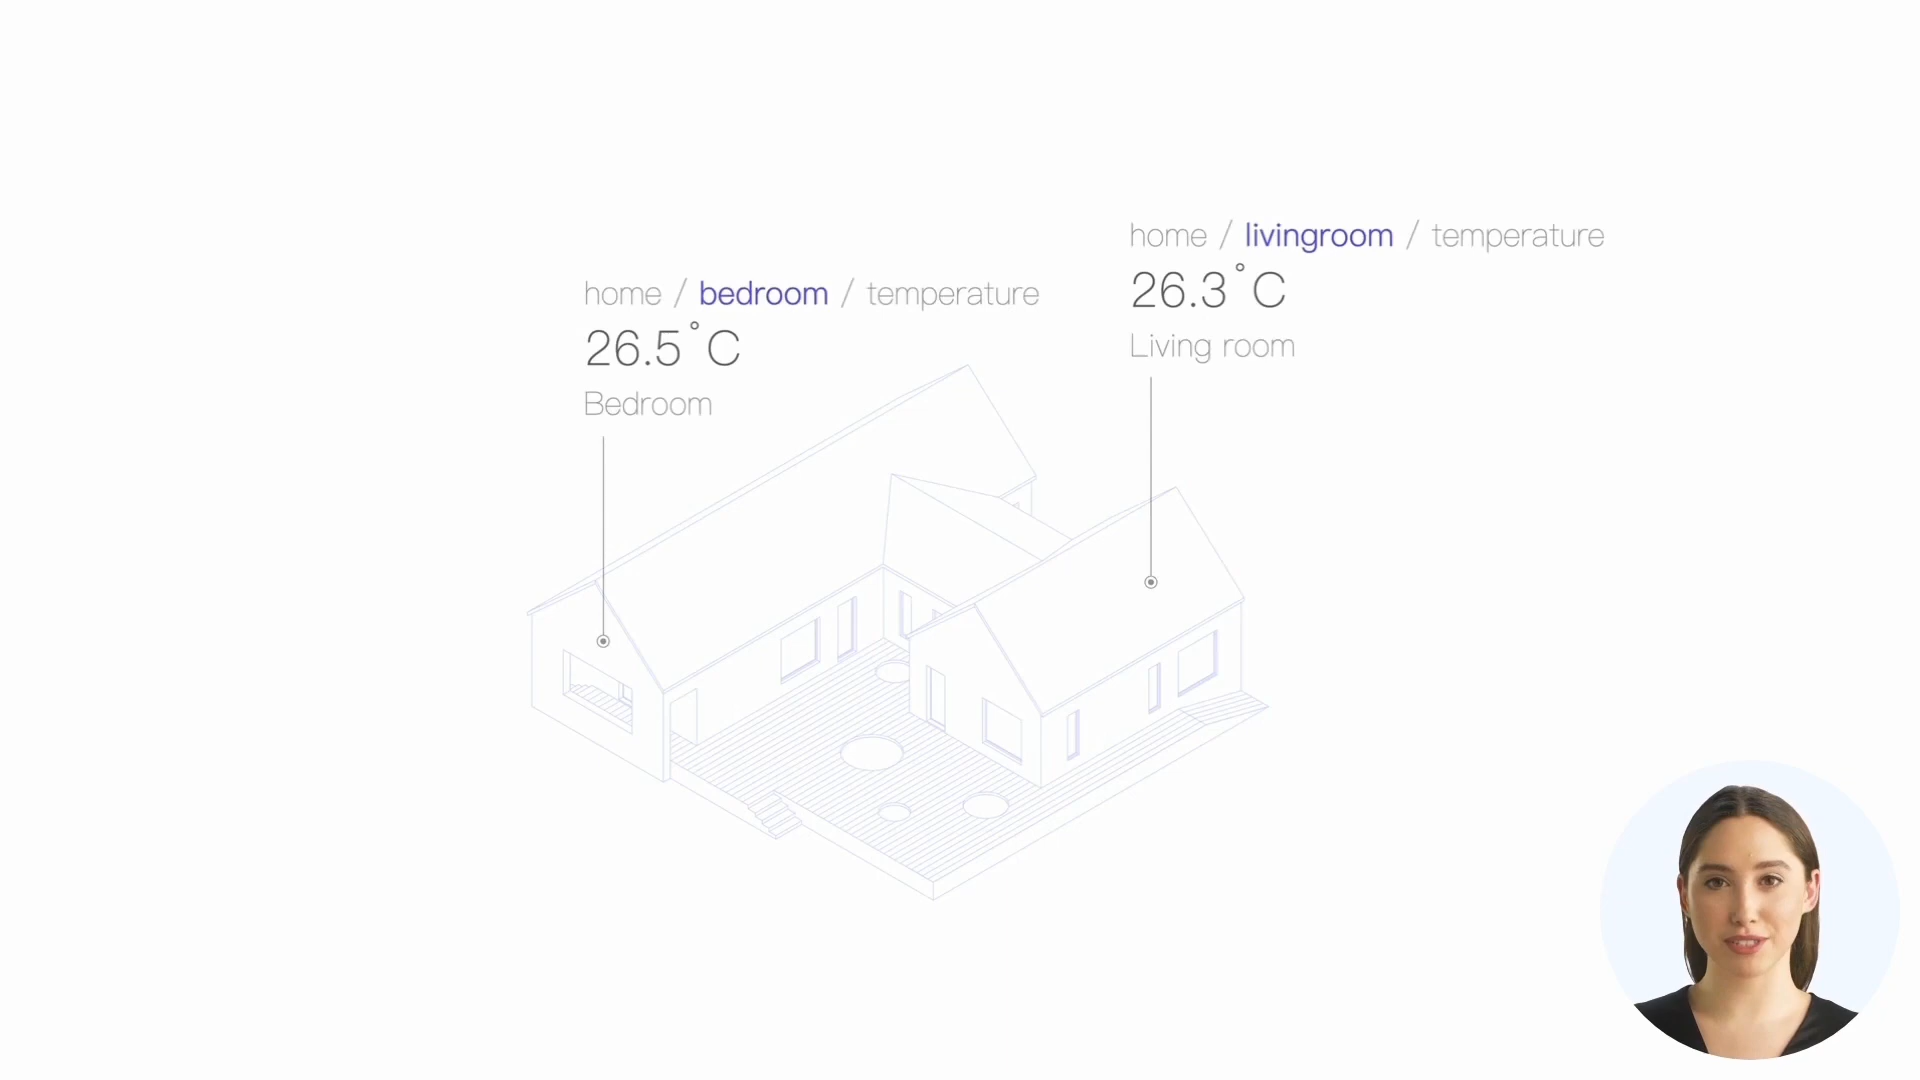 home / bedroom / temperature
26.5°C
Bedroom
home / livingroom / temperature
26.3°C
Living room